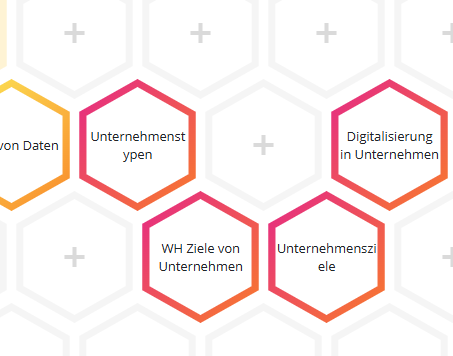 von Daten
Unternehmenst
ypen
Digitalisierung
in Unternehmen
WH Ziele von
Unternehmen
Unternehmenszi
ele